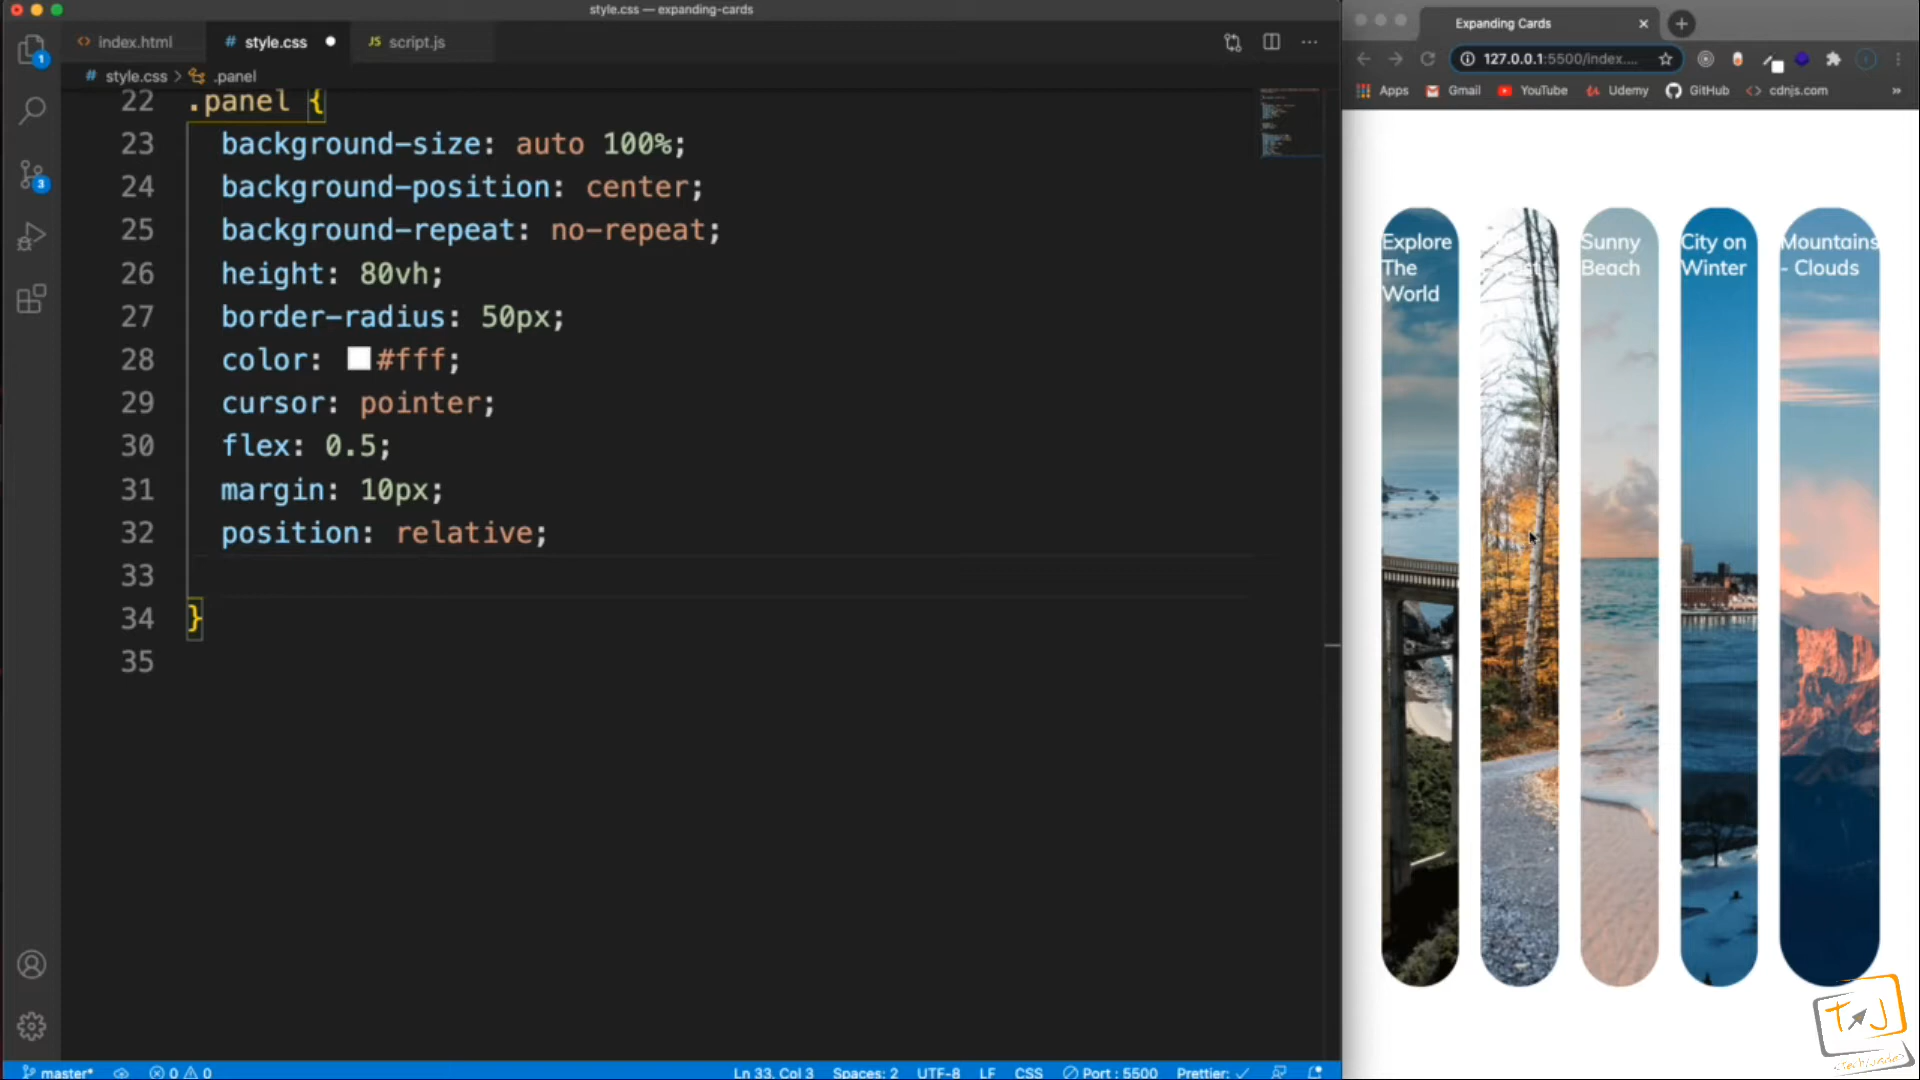 style.css — expanding-cards
index.html
# style.css
JS script.js
# style.css > .panel
22 .panel {
23 background-size: auto 100%;
24 background-position: center;
25 background-repeat: no-repeat;
26 height: 80vh;
27 border-radius: 50px;
28 color: #fff;
29 cursor: pointer;
30 flex: 0.5;
31 margin: 10px;
32 position: relative;
33
34 }
35
1
3
master*
0 0
Ln 33, Col 3
Spaces: 2
UTF-8
LF
CSS
Port : 5500
Prettier: ✓
Expanding Cards
127.0.0.1:5500/index....
Apps
Gmail
YouTube
Udemy
GitHub
cdnjs.com
»
Explore
The
World
Sunny
Beach
City on
Winter
Mountains
- Clouds
TJ